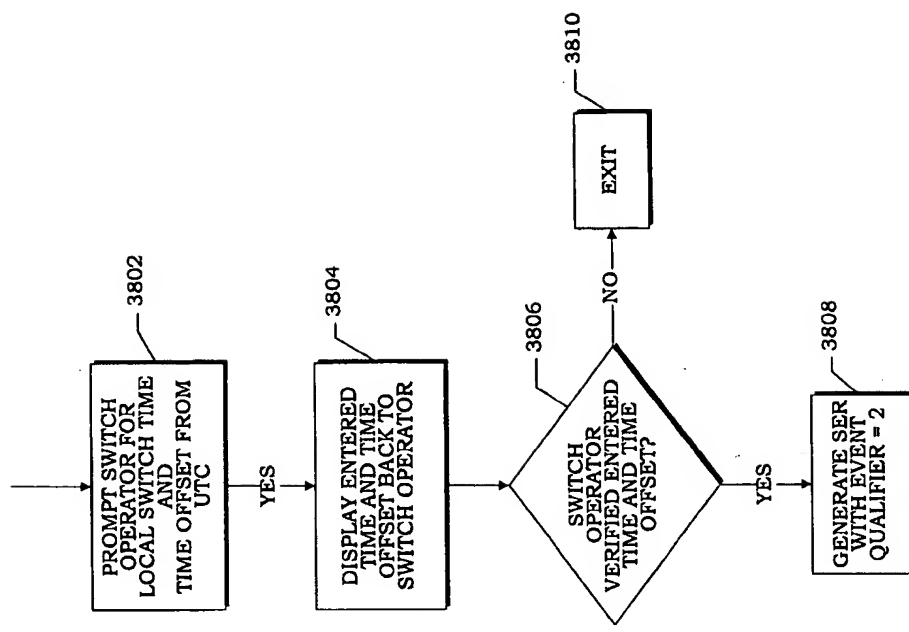 3802
PROMPT SWITCH
OPERATOR FOR
LOCAL SWITCH TIME
AND
TIME OFFSET FROM
UTC
YES
3804
DISPLAY ENTERED
TIME AND TIME
OFFSET BACK TO
SWITCH OPERATOR
3806
SWITCH
OPERATOR
VERIFIED ENTERED
TIME AND TIME
OFFSET?
NO
3810
EXIT
YES
3808
GENERATE SER
WITH EVENT
QUALIFIER = 2